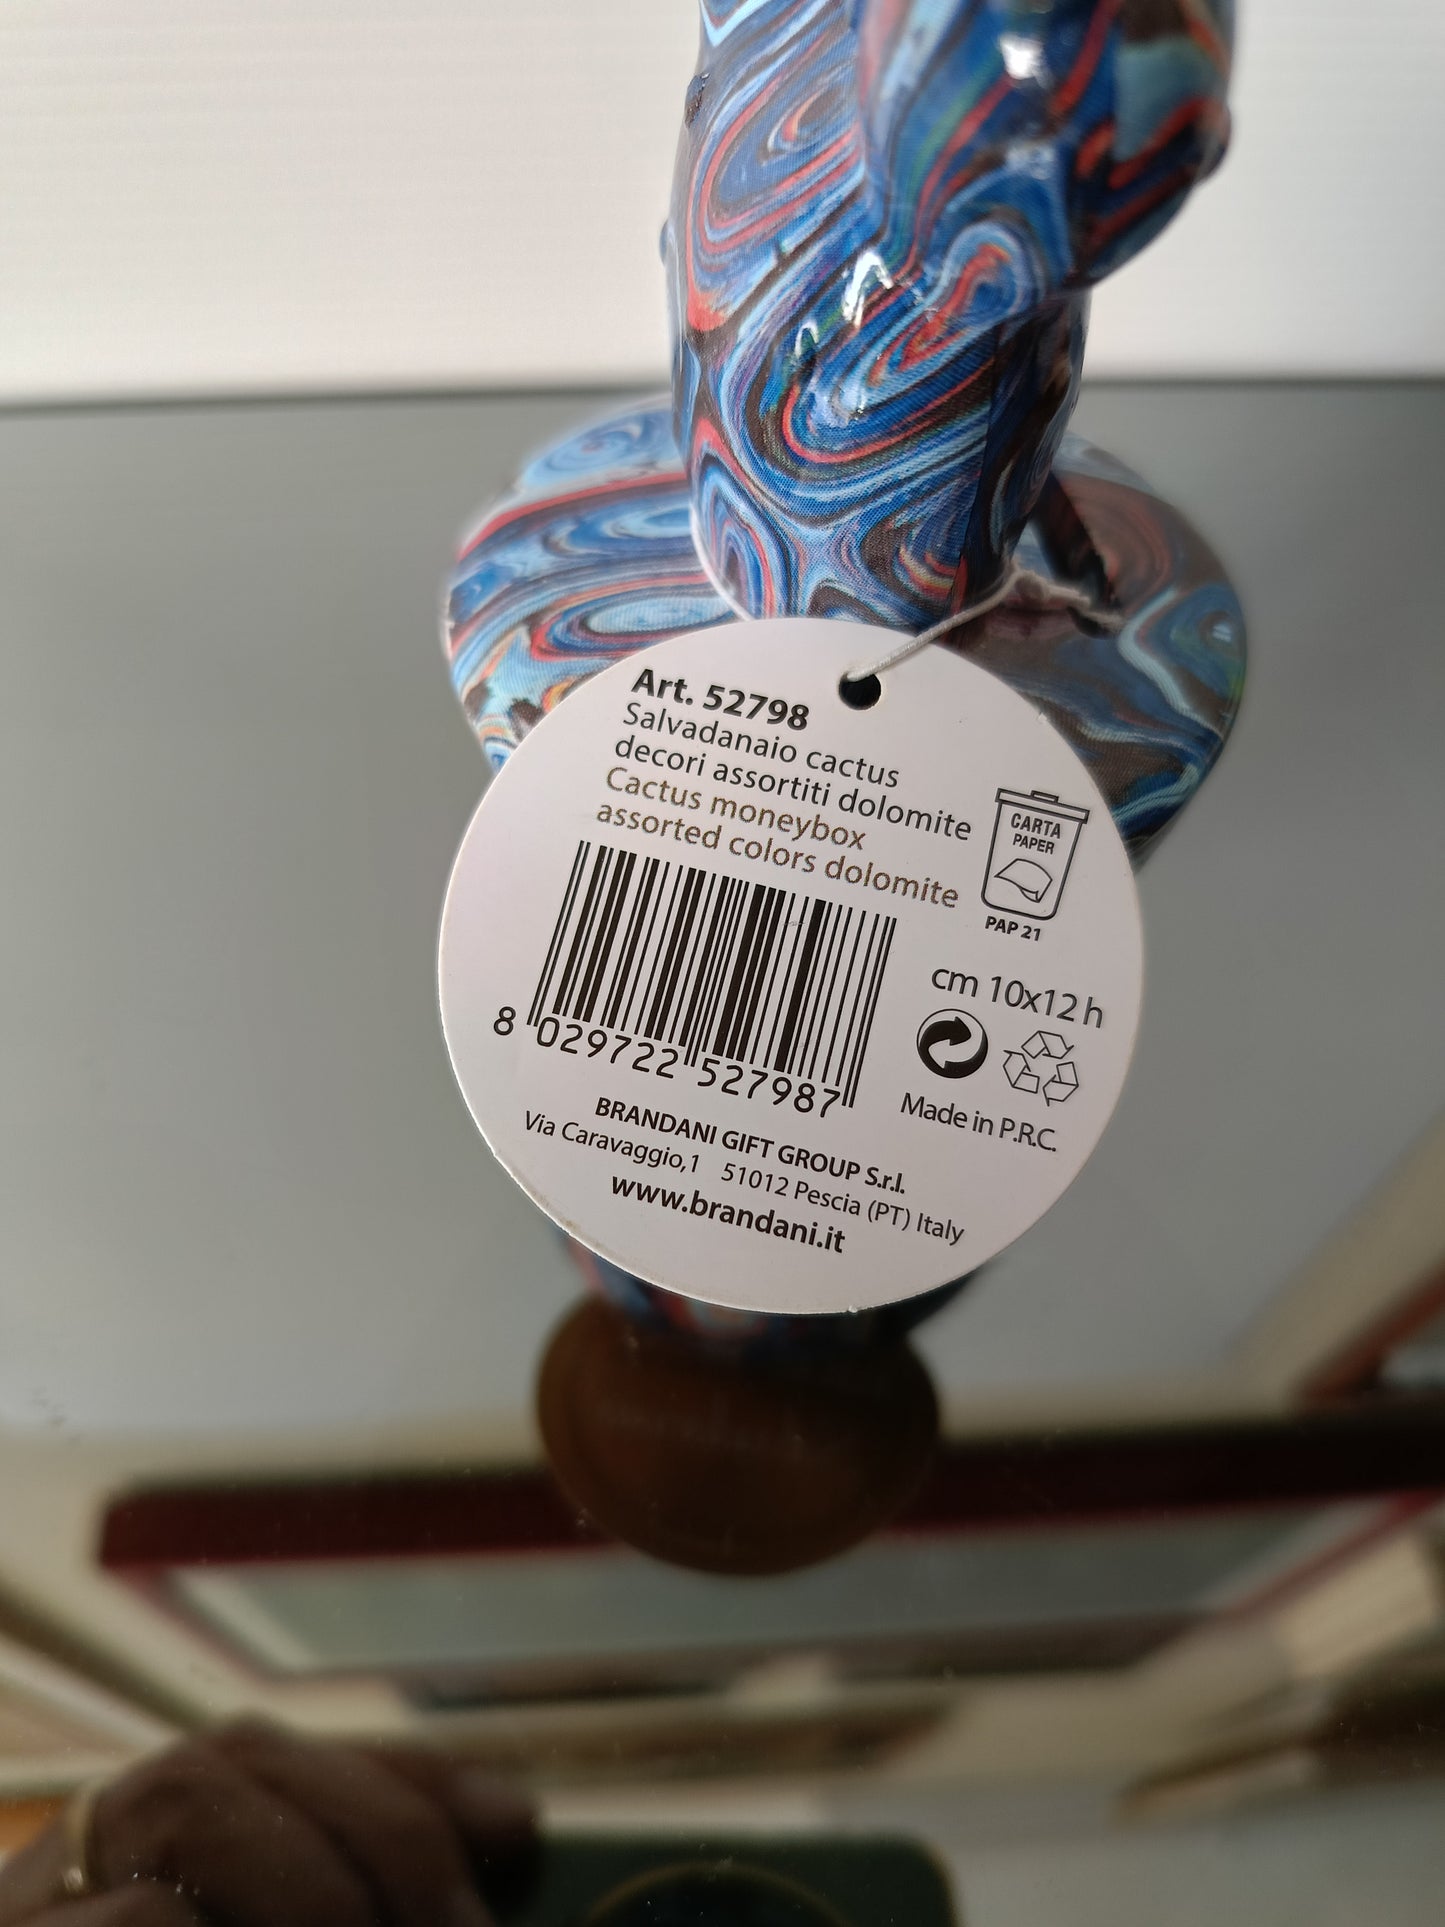 Art. 52798
Salvadanaio cactus
decori assortiti dolomite
Cactus moneybox
assorted colors dolomite
CARTA
PAPER
PAP 21
cm 10x12 h
8 029722 527987
Made in P.R.C.
BRANDANI GIFT GROUP S.r.l.
Via Caravaggio,1 51012 Pescia (PT) Italy
www.brandani.it